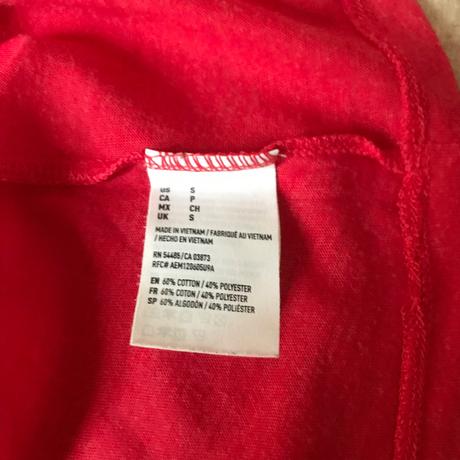 US S
CA P
MX CH
UK S
MADE IN VIETNAM / FABRIQUÉ AU VIETNAM
/ HECHO EN VIETNAM
RN 54485/CA 03873
RFC# AEM120605U9A
EN 60% COTTON / 40% POLYESTER
FR 60% COTON / 40% POLYESTER
SP 60% ALGODÓN / 40% POLIÉSTER